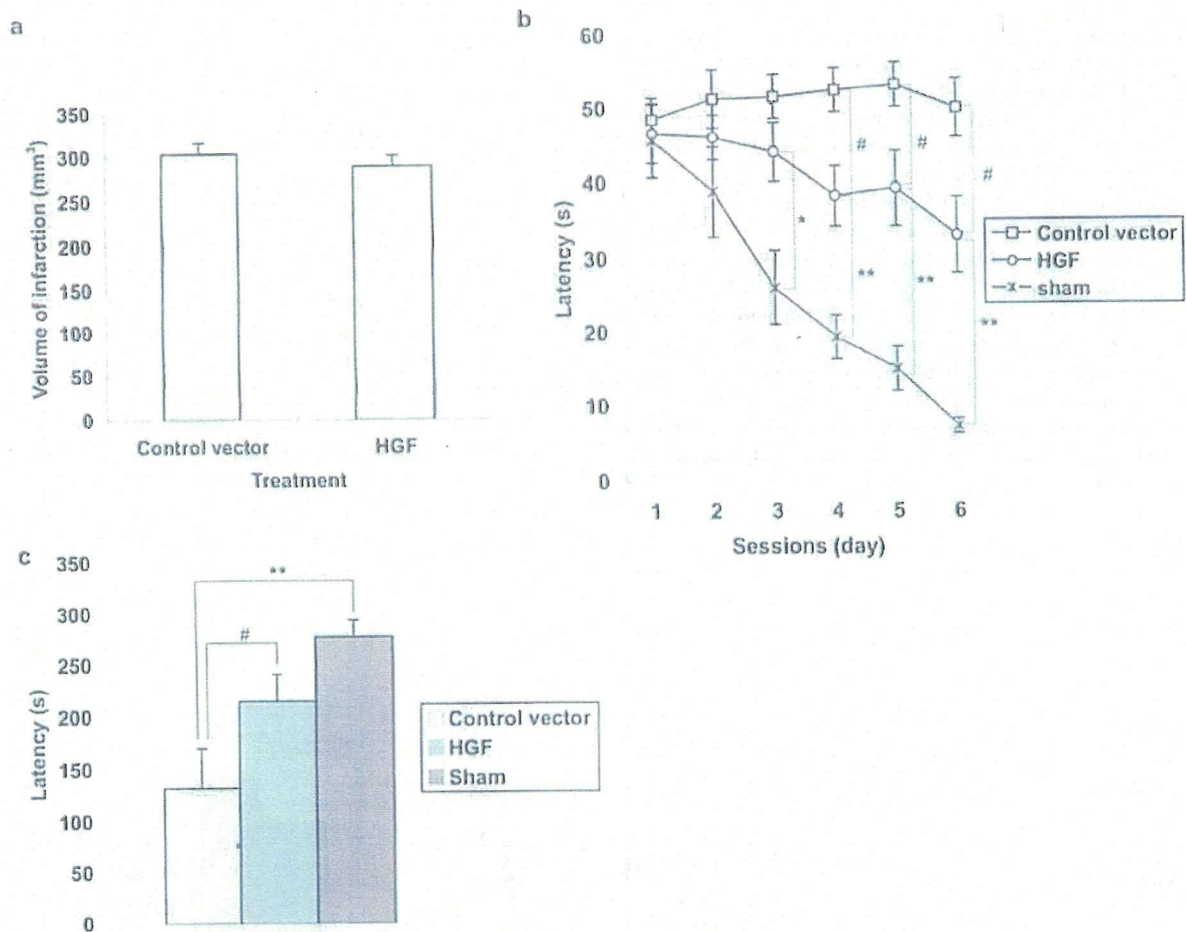 a
Volume of infarction (mm³)
350
300
250
200
150
100
50
0
Control vector
HGF
Treatment
b
Latency (s)
60
50
40
30
20
10
0
#
#
#
*
**
**
**
1
2
3
4
5
6
Sessions (day)
Control vector
HGF
sham
c
Latency (s)
350
300
250
200
150
100
50
0
**
#
Control vector
HGF
Sham